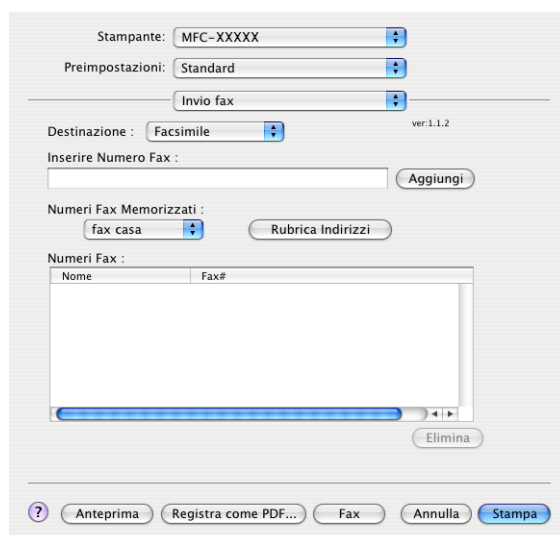 Stampante: MFC-XXXXX
Preimpostazioni: Standard
Invio fax
Destinazione : Facsimile ver:1.1.2
Inserire Numero Fax :
Aggiungi
Numeri Fax Memorizzati :
fax casa Rubrica Indirizzi
Numeri Fax :
Nome Fax#
Elimina
? Anteprima Registra come PDF... Fax Annulla Stampa